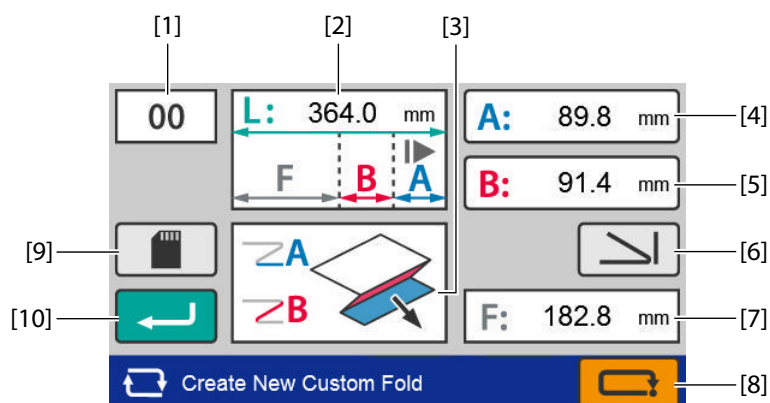 [1] [2] [3]
00 L: 364.0 mm A: 89.8 mm [4]
F B A B: 91.4 mm [5]
[9] A [6]
[10] B F: 182.8 mm [7]
Create New Custom Fold [8]